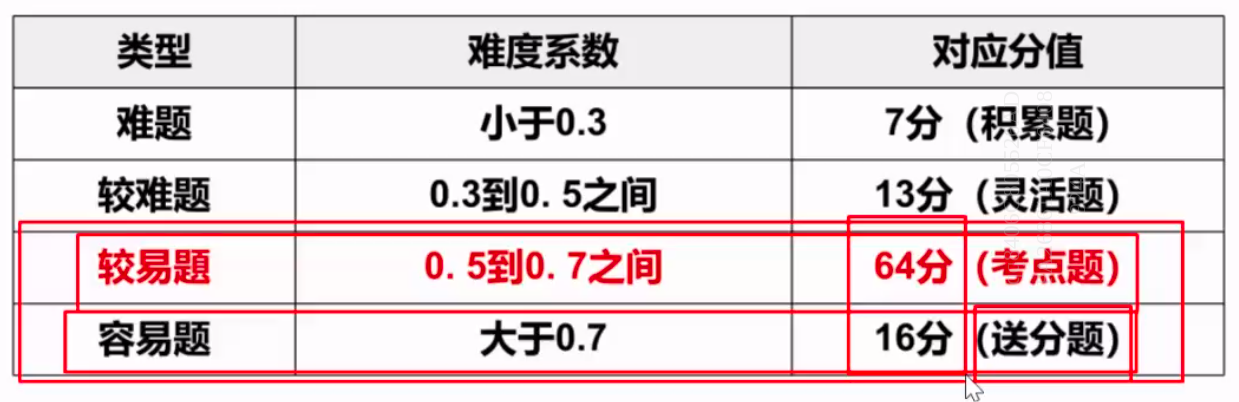 类型 难度系数 对应分值
难题 小于0.3 7分（积累题）
较难题 0.3到0. 5之间 13分（灵活题）
较易题 0. 5到0. 7之间 64分（考点题）
容易题 大于0.7 16分（送分题）